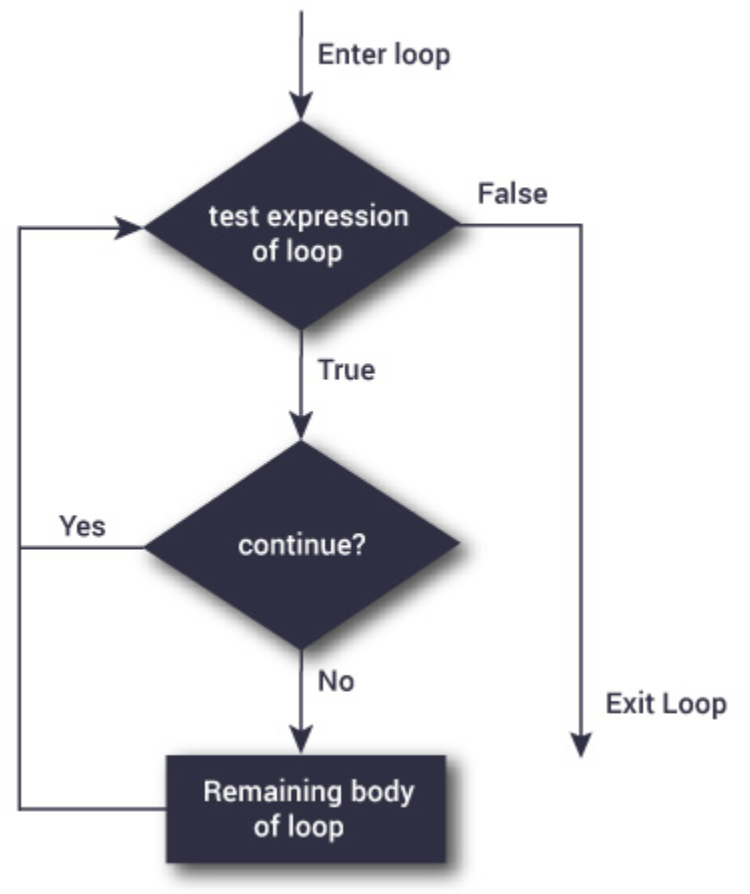 Enter loop
test expression
of loop
False
True
continue?
Yes
No
Exit Loop
Remaining body
of loop